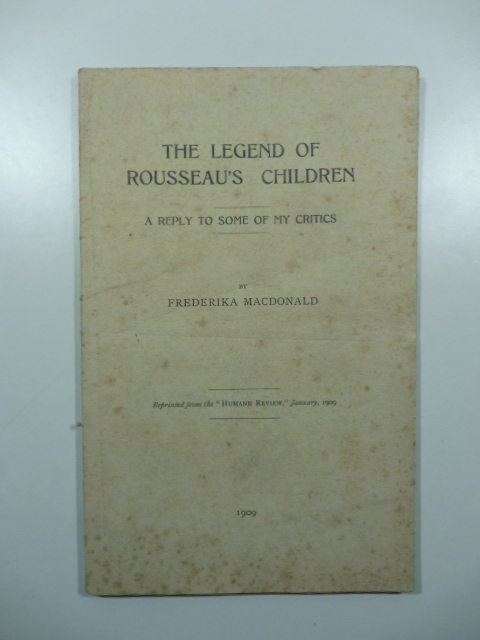 THE LEGEND OF
ROUSSEAU'S CHILDREN
A REPLY TO SOME OF MY CRITICS
BY
FREDERIKA MACDONALD
Reprinted from the "HUMANE REVIEW," January, 1909
1909